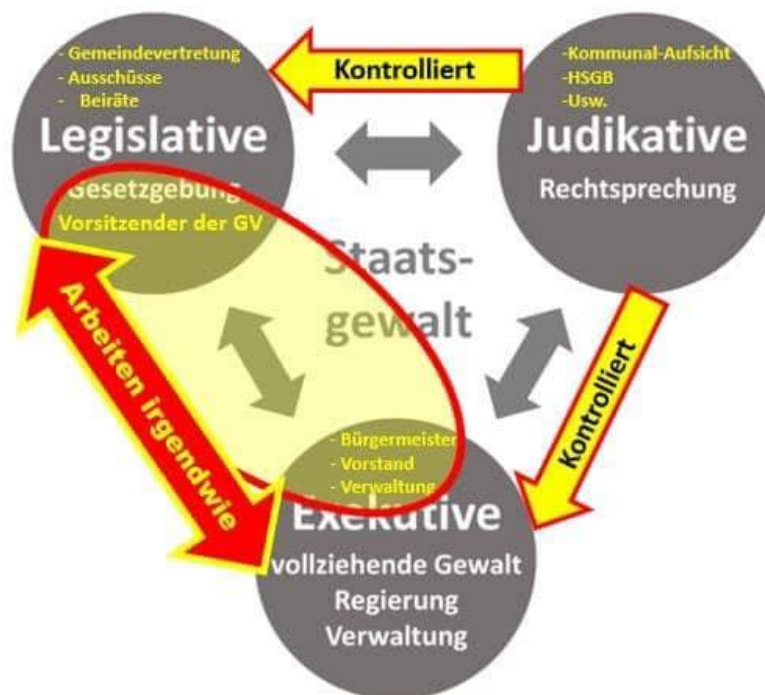 - Gemeindevertretung
- Ausschüsse
- Beiräte
Legislative
Gesetzgebung
Vorsitzender der GV
Kontrolliert
-Kommunal-Aufsicht
-HSGB
-Usw.
Judikative
Rechtsprechung
Staats-
gewalt
Arbeiten irgendwie
Kontrolliert
- Bürgermeister
- Vorstand
- Verwaltung
Exekutive
vollziehende Gewalt
Regierung
Verwaltung